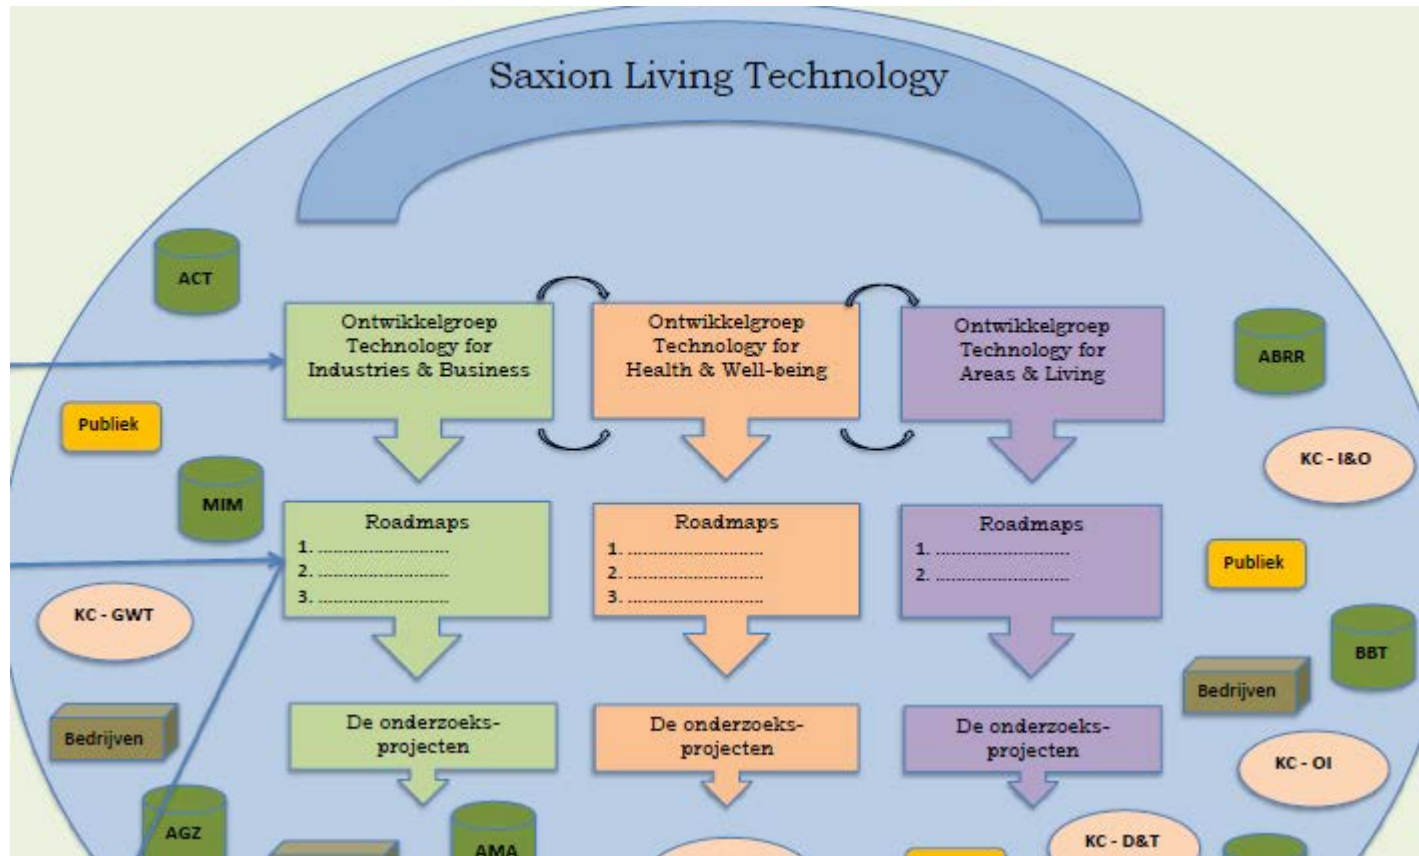 Saxion Living Technology
ACT
Ontwikkelgroep
Technology for
Industries & Business
Ontwikkelgroep
Technology for
Health & Well-being
Ontwikkelgroep
Technology for
Areas & Living
ABRR
Publiek
KC - I&O
MIM
Roadmaps
1. ..............................
2. ..............................
3. ..............................
Roadmaps
1. ..............................
2. ..............................
3. ..............................
Roadmaps
1. ..............................
2. ..............................
Publiek
KC - GWT
BBT
Bedrijven
Bedrijven
De onderzoeks-
projecten
De onderzoeks-
projecten
De onderzoeks-
projecten
KC - OI
AGZ
AMA
KC - D&T